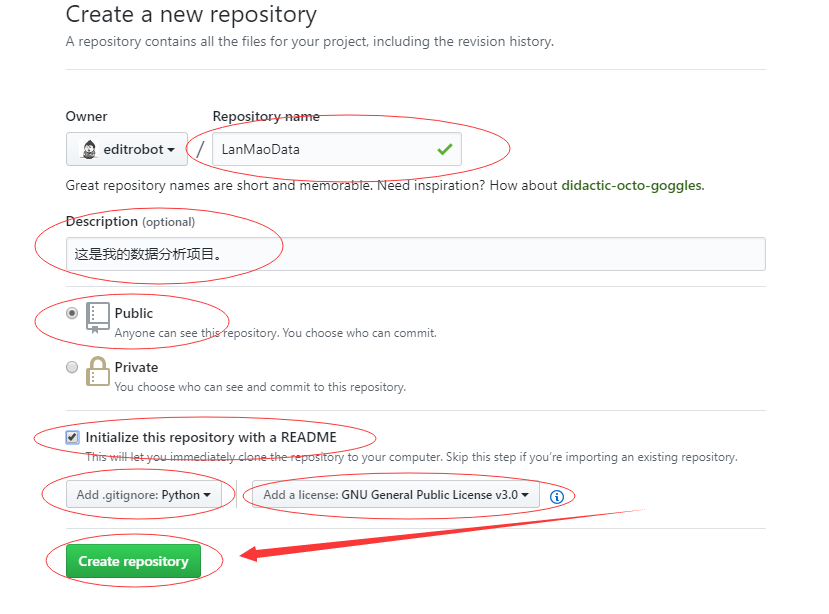 Create a new repository
A repository contains all the files for your project, including the revision history.
Owner Repository name
editrobot / LanMaoData
Great repository names are short and memorable. Need inspiration? How about didactic-octo-goggles.
Description (optional)
这是我的数据分析项目。
Public
Anyone can see this repository. You choose who can commit.
Private
You choose who can see and commit to this repository.
Initialize this repository with a README
This will let you immediately clone the repository to your computer. Skip this step if you’re importing an existing repository.
Add .gitignore: Python Add a license: GNU General Public License v3.0
Create repository